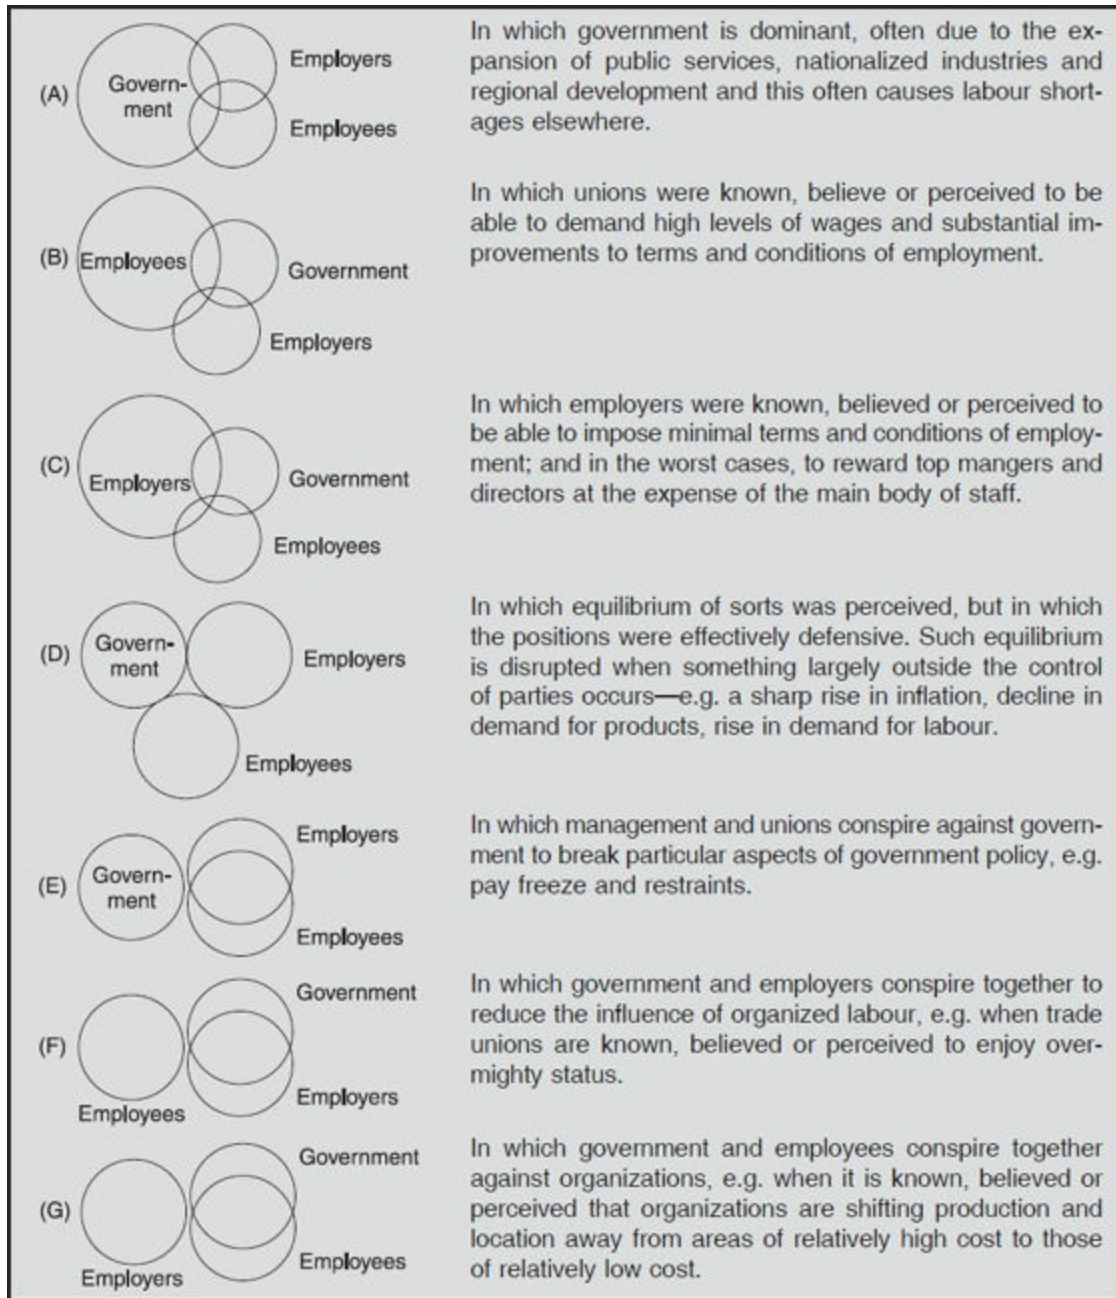 (A)
Govern-
ment
Employers
Employees
In which government is dominant, often due to the ex-
pansion of public services, nationalized industries and
regional development and this often causes labour short-
ages elsewhere.
(B)
Employees
Government
Employers
In which unions were known, believe or perceived to be
able to demand high levels of wages and substantial im-
provements to terms and conditions of employment.
(C)
Employers
Government
Employees
In which employers were known, believed or perceived to
be able to impose minimal terms and conditions of employ-
ment; and in the worst cases, to reward top mangers and
directors at the expense of the main body of staff.
(D)
Govern-
ment
Employers
Employees
In which equilibrium of sorts was perceived, but in which
the positions were effectively defensive. Such equilibrium
is disrupted when something largely outside the control
of parties occurs—e.g. a sharp rise in inflation, decline in
demand for products, rise in demand for labour.
(E)
Govern-
ment
Employers
Employees
In which management and unions conspire against govern-
ment to break particular aspects of government policy, e.g.
pay freeze and restraints.
(F)
Employees
Government
Employers
In which government and employers conspire together to
reduce the influence of organized labour, e.g. when trade
unions are known, believed or perceived to enjoy over-
mighty status.
(G)
Employers
Government
Employees
In which government and employees conspire together
against organizations, e.g. when it is known, believed or
perceived that organizations are shifting production and
location away from areas of relatively high cost to those
of relatively low cost.